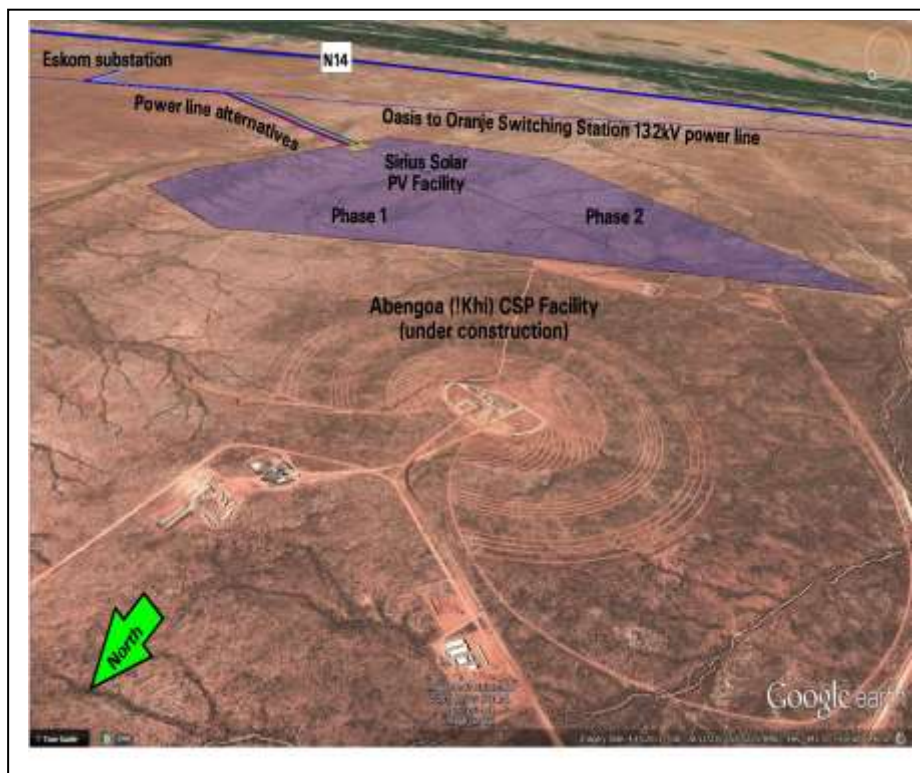 N14
Eskom substation
Power line alternatives
Oasis to Oranje Switching Station 132kV power line
Sirius Solar
PV Facility
Phase 1
Phase 2
Abengoa (!Khi) CSP Facility
(under construction)
North
Google earth